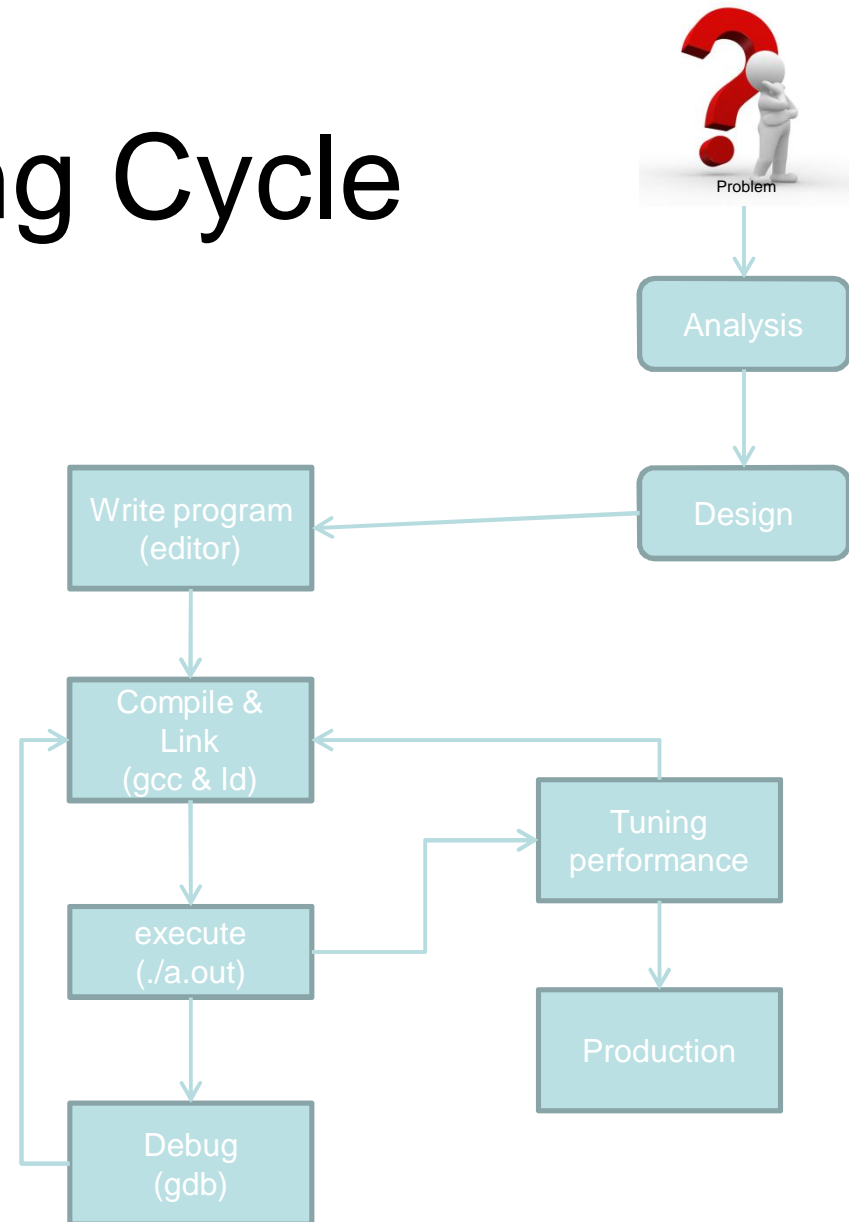 ng Cycle
Problem
Analysis
Design
Write program
(editor)
Compile &
Link
(gcc & ld)
execute
(./a.out)
Debug
(gdb)
Tuning
performance
Production